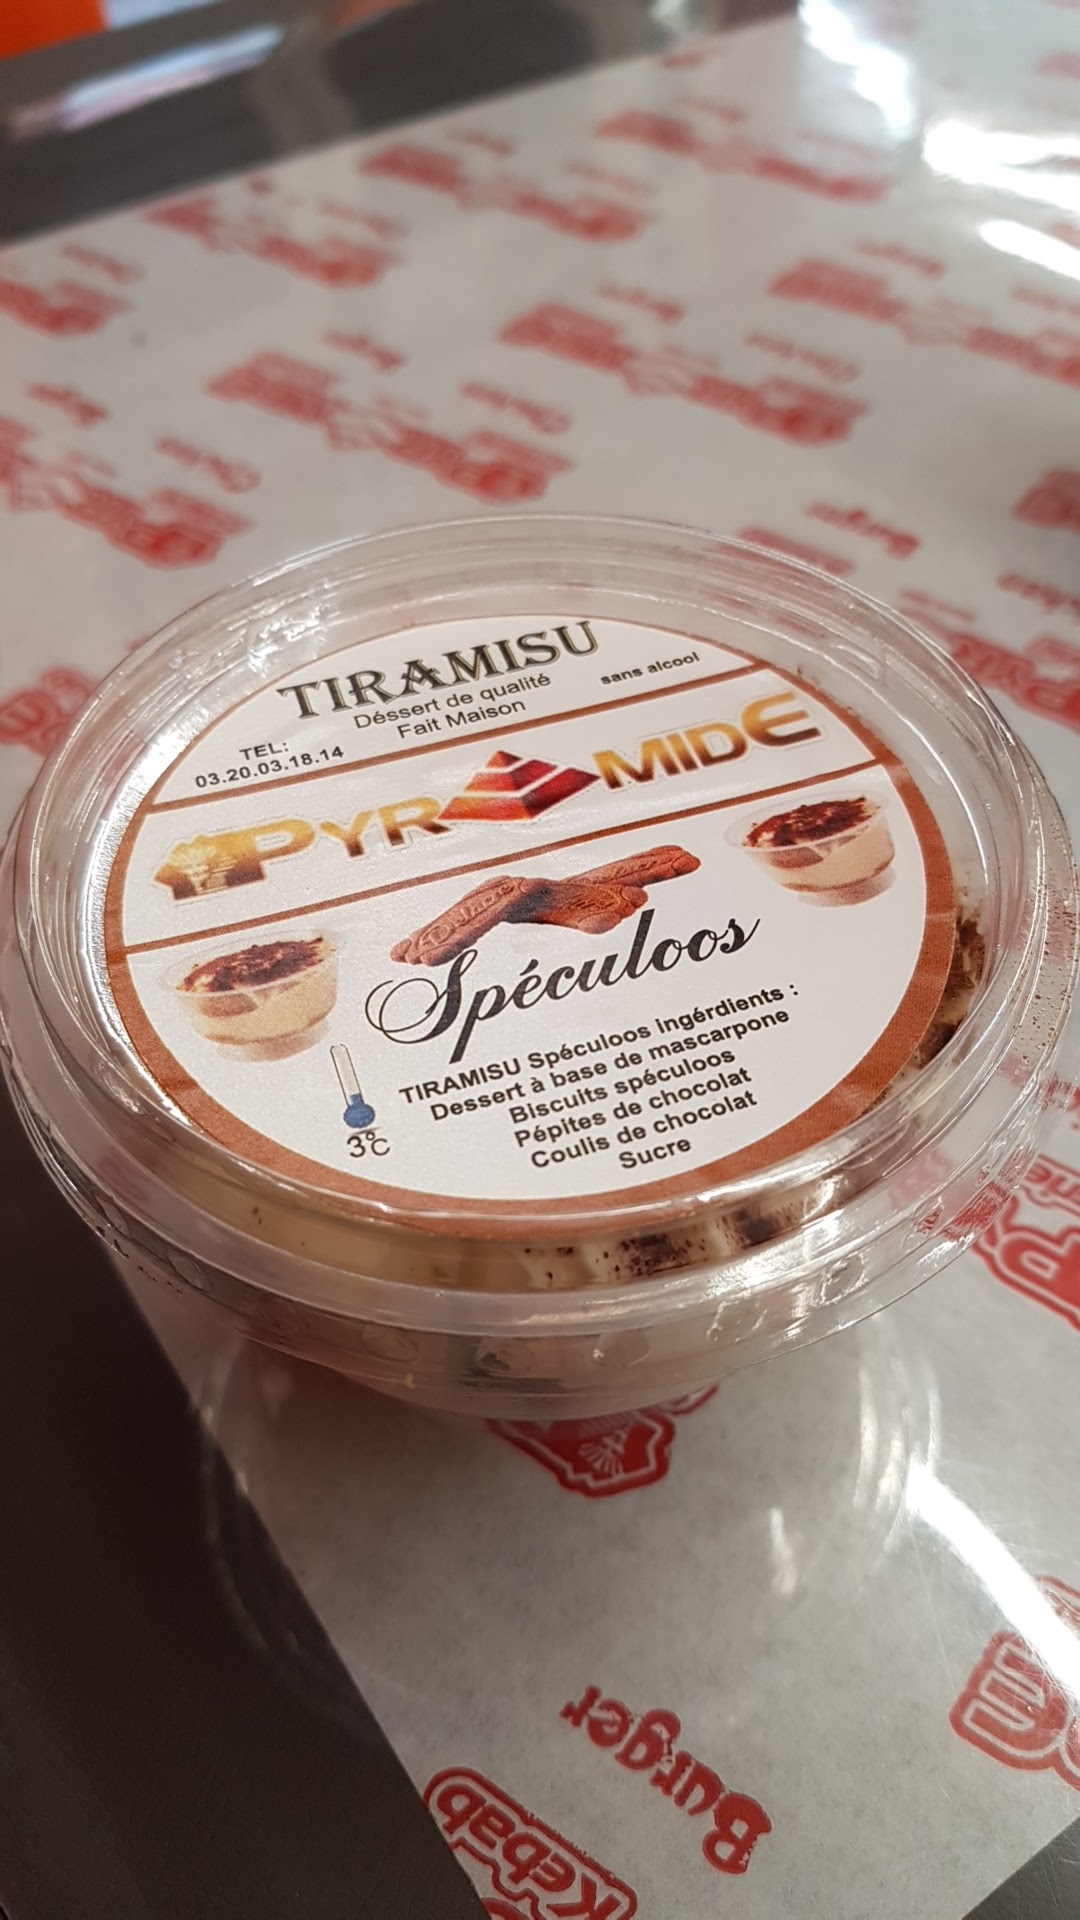 TIRAMISU
Déssert de qualité
Fait Maison
sans alcool
TEL:
03.20.03.18.14
PYRAMIDE
Spéculoos
TIRAMISU Spéculoos ingérdients :
Dessert à base de mascarpone
Biscuits spéculoos
Pépites de chocolat
Coulis de chocolat
Sucre
3°C
Burger
Burger
Kebab